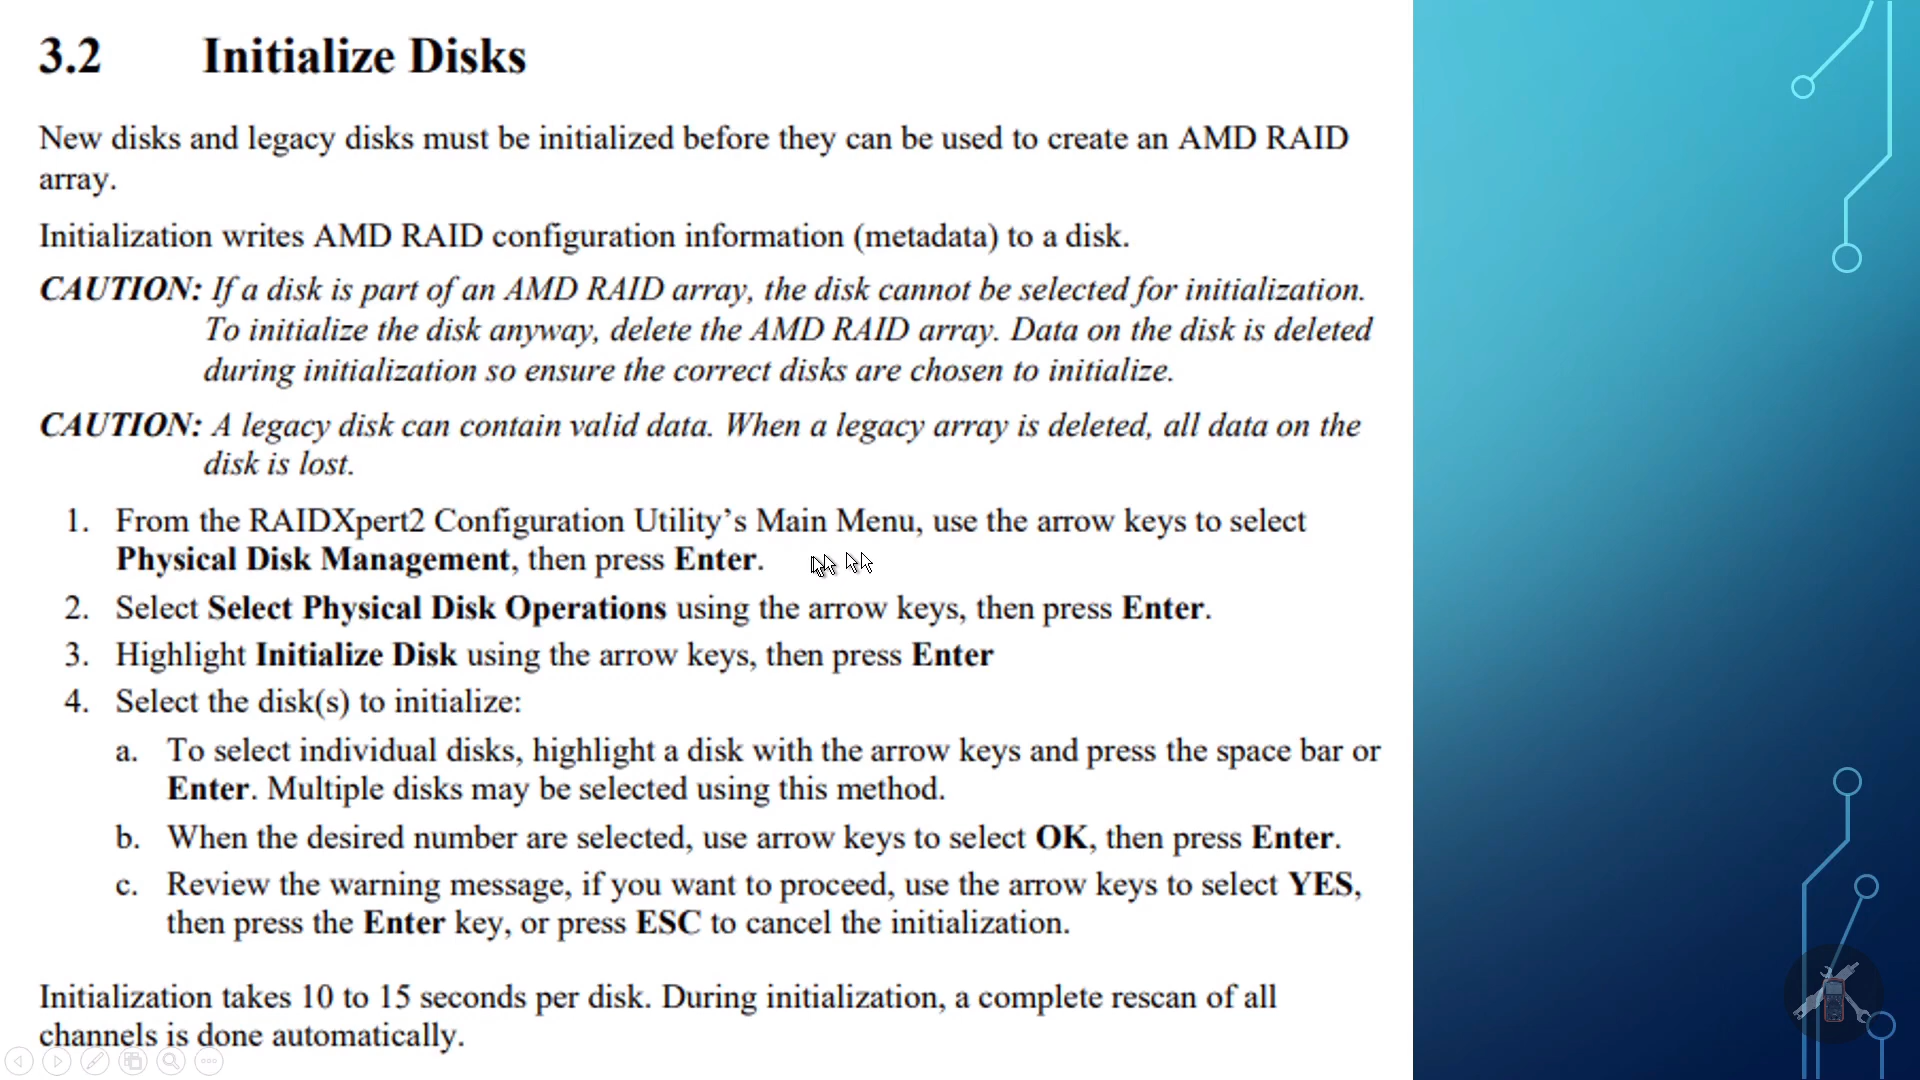 3.2 Initialize Disks
New disks and legacy disks must be initialized before they can be used to create an AMD RAID
array.
Initialization writes AMD RAID configuration information (metadata) to a disk.
CAUTION: If a disk is part of an AMD RAID array, the disk cannot be selected for initialization.
To initialize the disk anyway, delete the AMD RAID array. Data on the disk is deleted
during initialization so ensure the correct disks are chosen to initialize.
CAUTION: A legacy disk can contain valid data. When a legacy array is deleted, all data on the
disk is lost.
1. From the RAIDXpert2 Configuration Utility’s Main Menu, use the arrow keys to select
Physical Disk Management, then press Enter.
2. Select Select Physical Disk Operations using the arrow keys, then press Enter.
3. Highlight Initialize Disk using the arrow keys, then press Enter
4. Select the disk(s) to initialize:
a. To select individual disks, highlight a disk with the arrow keys and press the space bar or
Enter. Multiple disks may be selected using this method.
b. When the desired number are selected, use arrow keys to select OK, then press Enter.
c. Review the warning message, if you want to proceed, use the arrow keys to select YES,
then press the Enter key, or press ESC to cancel the initialization.
Initialization takes 10 to 15 seconds per disk. During initialization, a complete rescan of all
channels is done automatically.